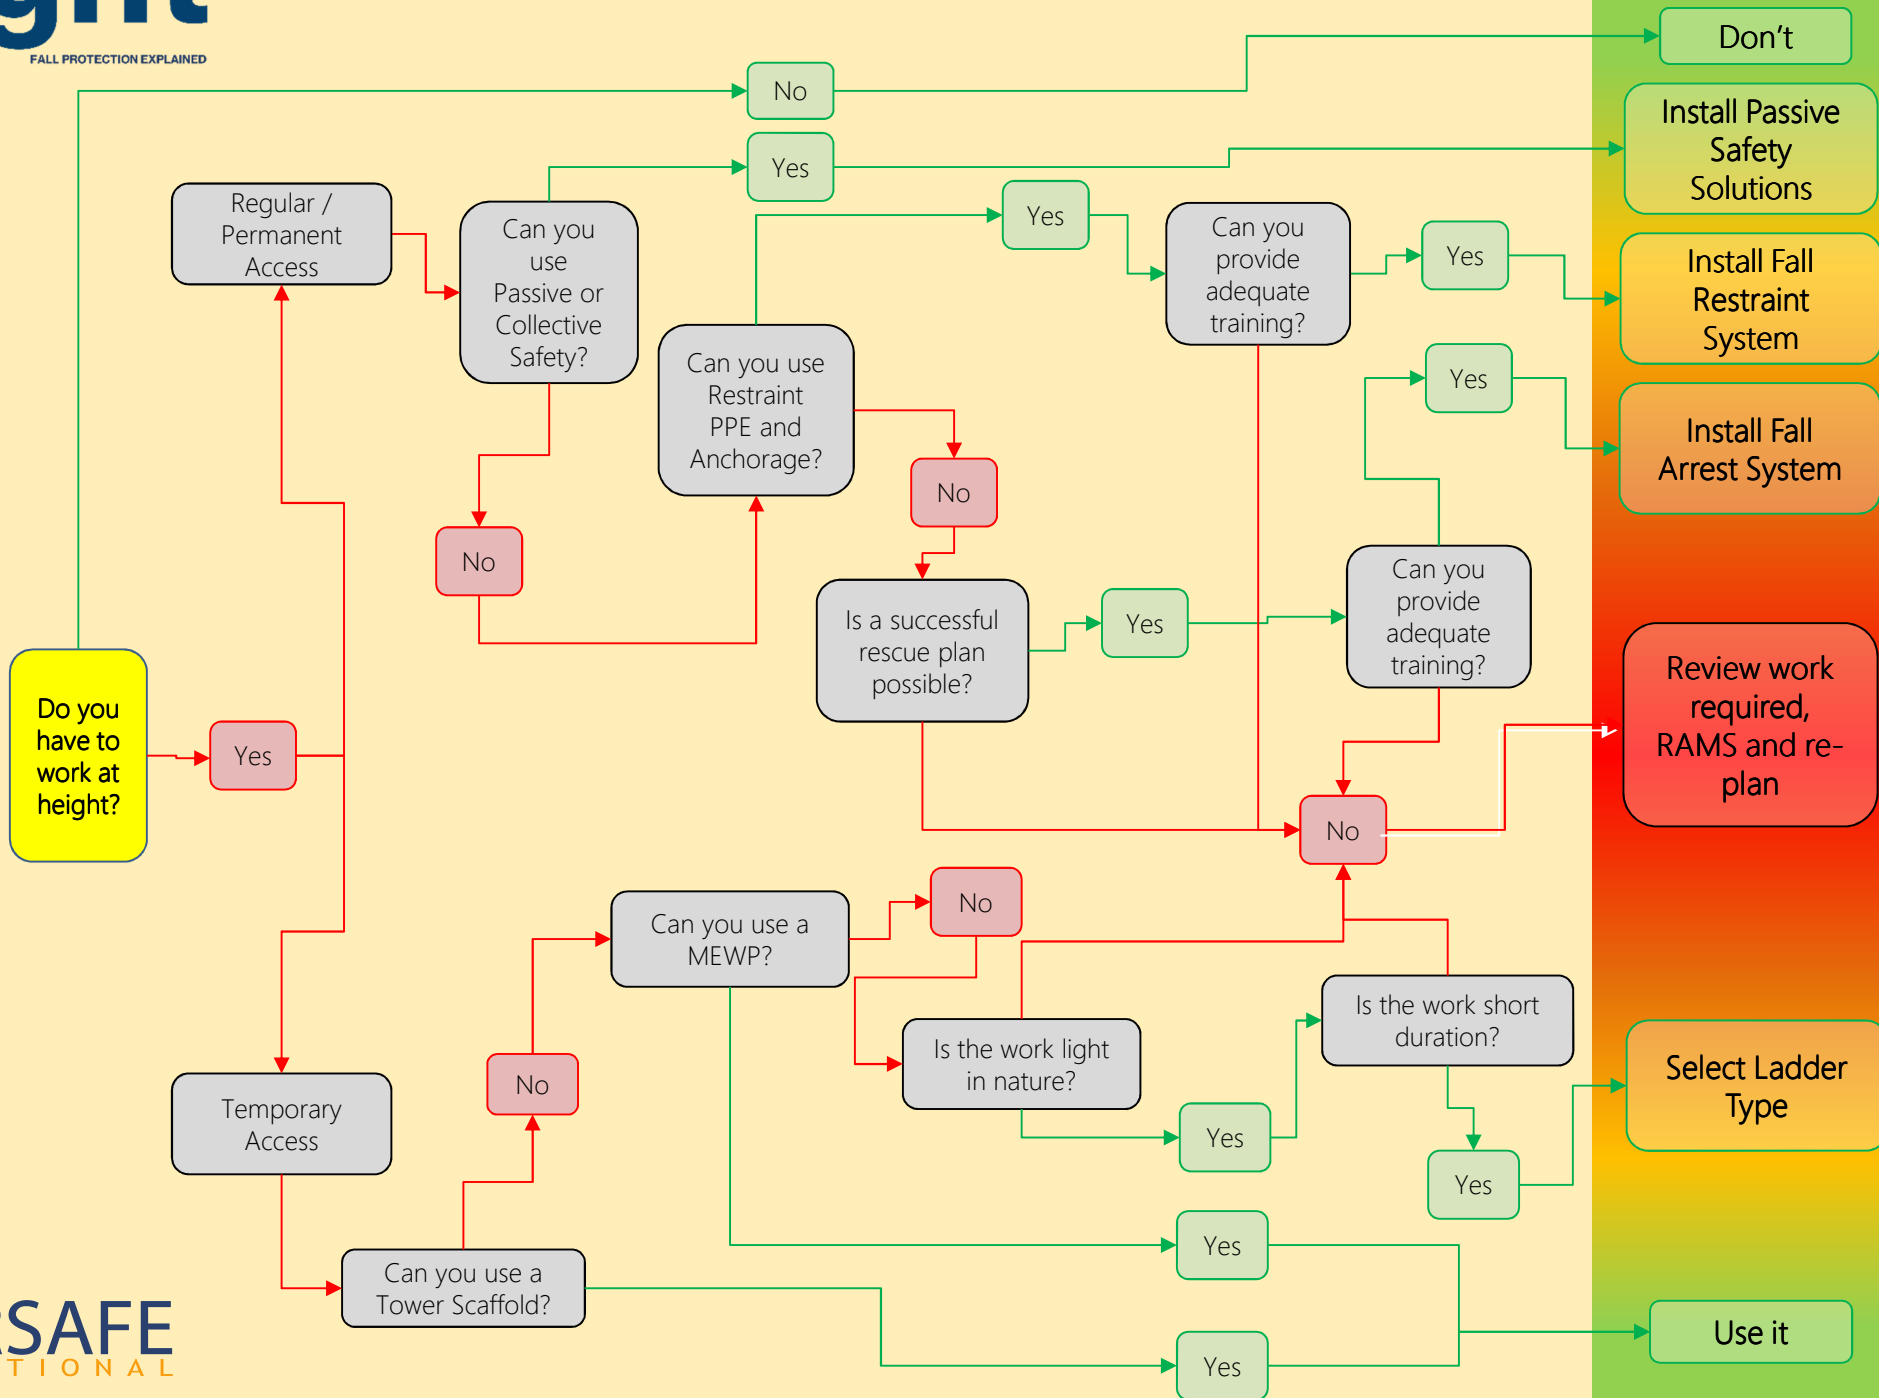 ght
FALL PROTECTION EXPLAINED
Don't
No
Install Passive
Safety
Solutions
Yes
Regular /
Permanent
Access
Can you
use
Passive or
Collective
Safety?
Yes
Can you
provide
adequate
training?
Yes
Install Fall
Restraint
System
Can you use
Restraint
PPE and
Anchorage?
Yes
Install Fall
Arrest System
No
No
Is a successful
rescue plan
possible?
Yes
Can you
provide
adequate
training?
Do you
have to
work at
height?
Yes
Review work
required,
RAMS and re-
plan
No
Can you use a
MEWP?
No
Is the work short
duration?
Is the work light
in nature?
No
Select Ladder
Type
Temporary
Access
Yes
Yes
Yes
Can you use a
Tower Scaffold?
Use it
Yes
SAFE
TIONAL